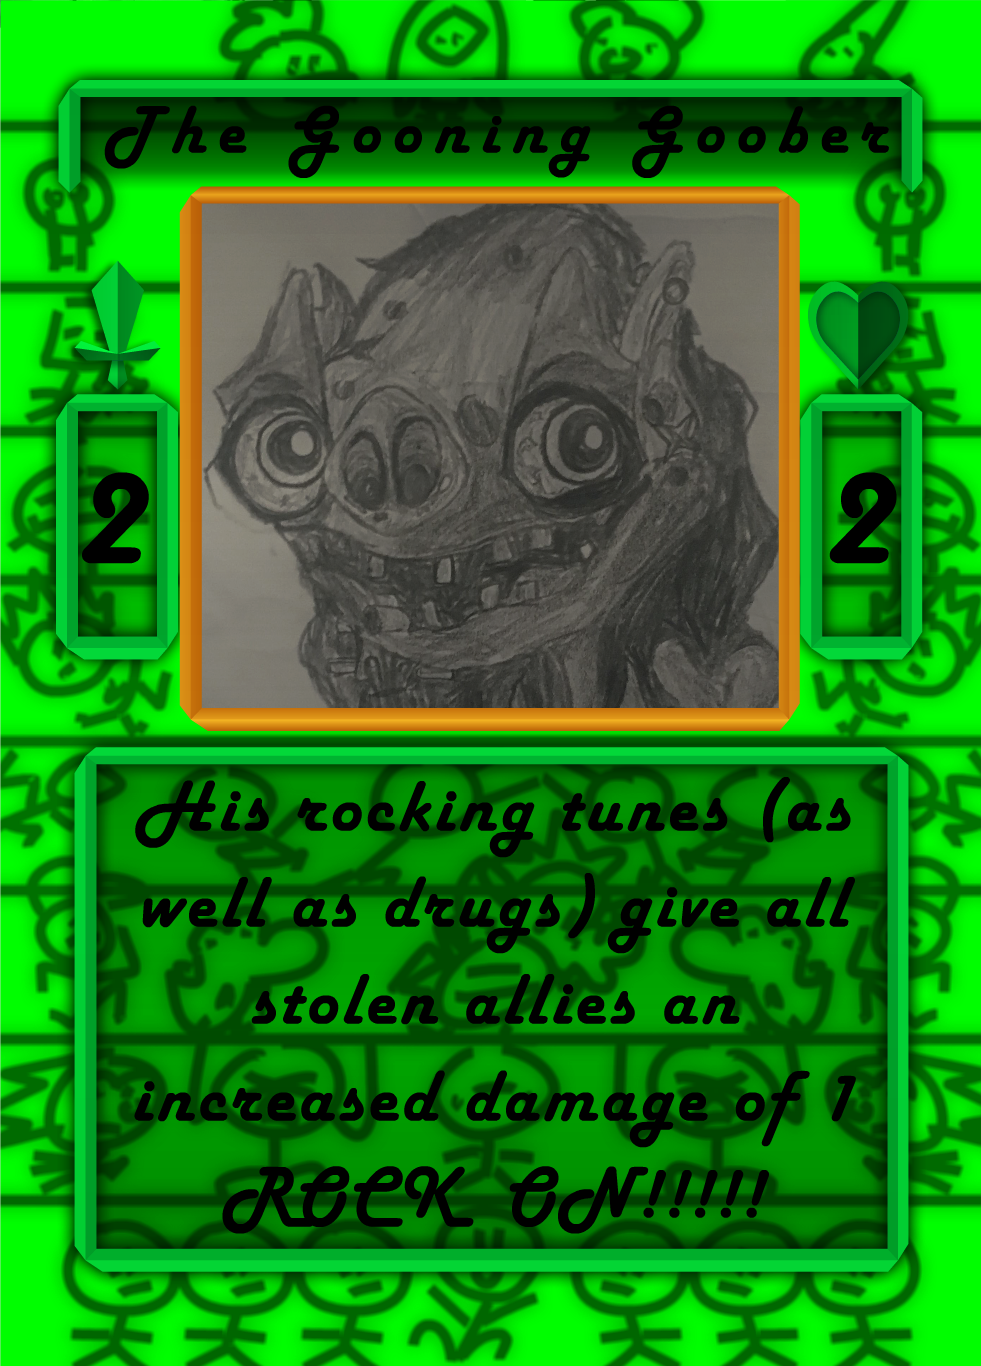 The Gooning Goober
2
2
His rocking tunes (as
well as drugs) give all
stolen allies an
increased damage of 1
ROCK ON!!!!!